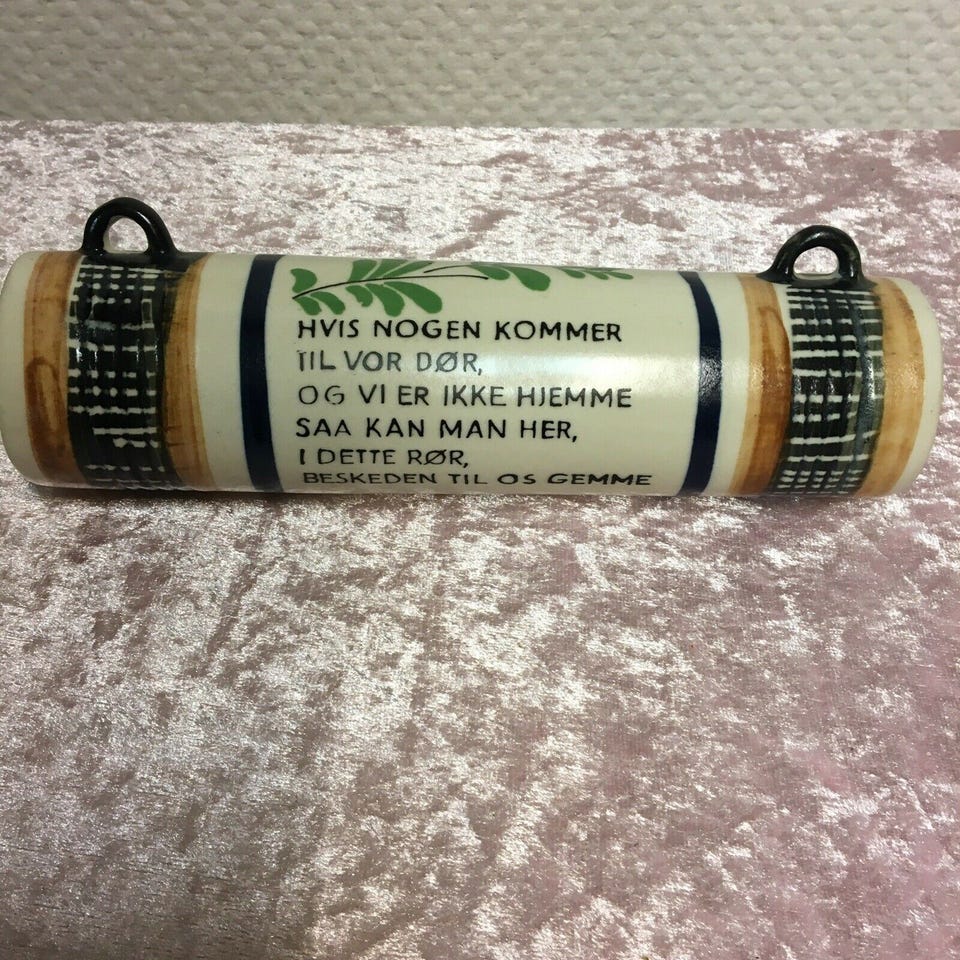 HVIS NOGEN KOMMER
TIL VOR DØR,
OG VI ER IKKE HJEMME
SAA KAN MAN HER,
I DETTE RØR,
BESKEDEN TIL OS GEMME